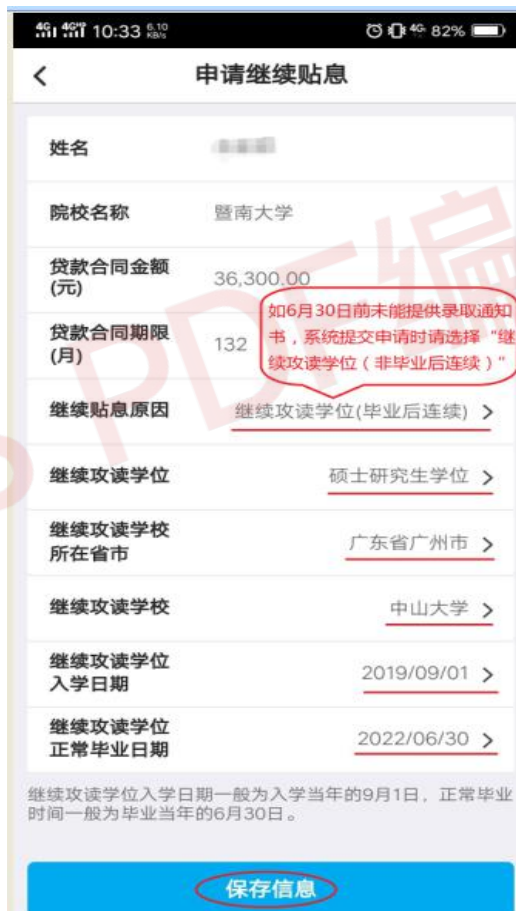 4G 4G 10:33 6.10 KB/s 4G 82%
申请继续贴息
姓名
院校名称 暨南大学
贷款合同金额
(元) 36,300.00
如6月30日前未能提供录取通知
书，系统提交申请时请选择“继
续攻读学位（非毕业后连续）”
贷款合同期限
(月) 132
继续贴息原因 继续攻读学位(毕业后连续)
继续攻读学位 硕士研究生学位
继续攻读学校
所在省市 广东省广州市
继续攻读学校 中山大学
继续攻读学位
入学日期 2019/09/01
继续攻读学位
正常毕业日期 2022/06/30
继续攻读学位入学日期一般为入学当年的9月1日，正常毕业
时间一般为毕业当年的6月30日。
保存信息
PDF编